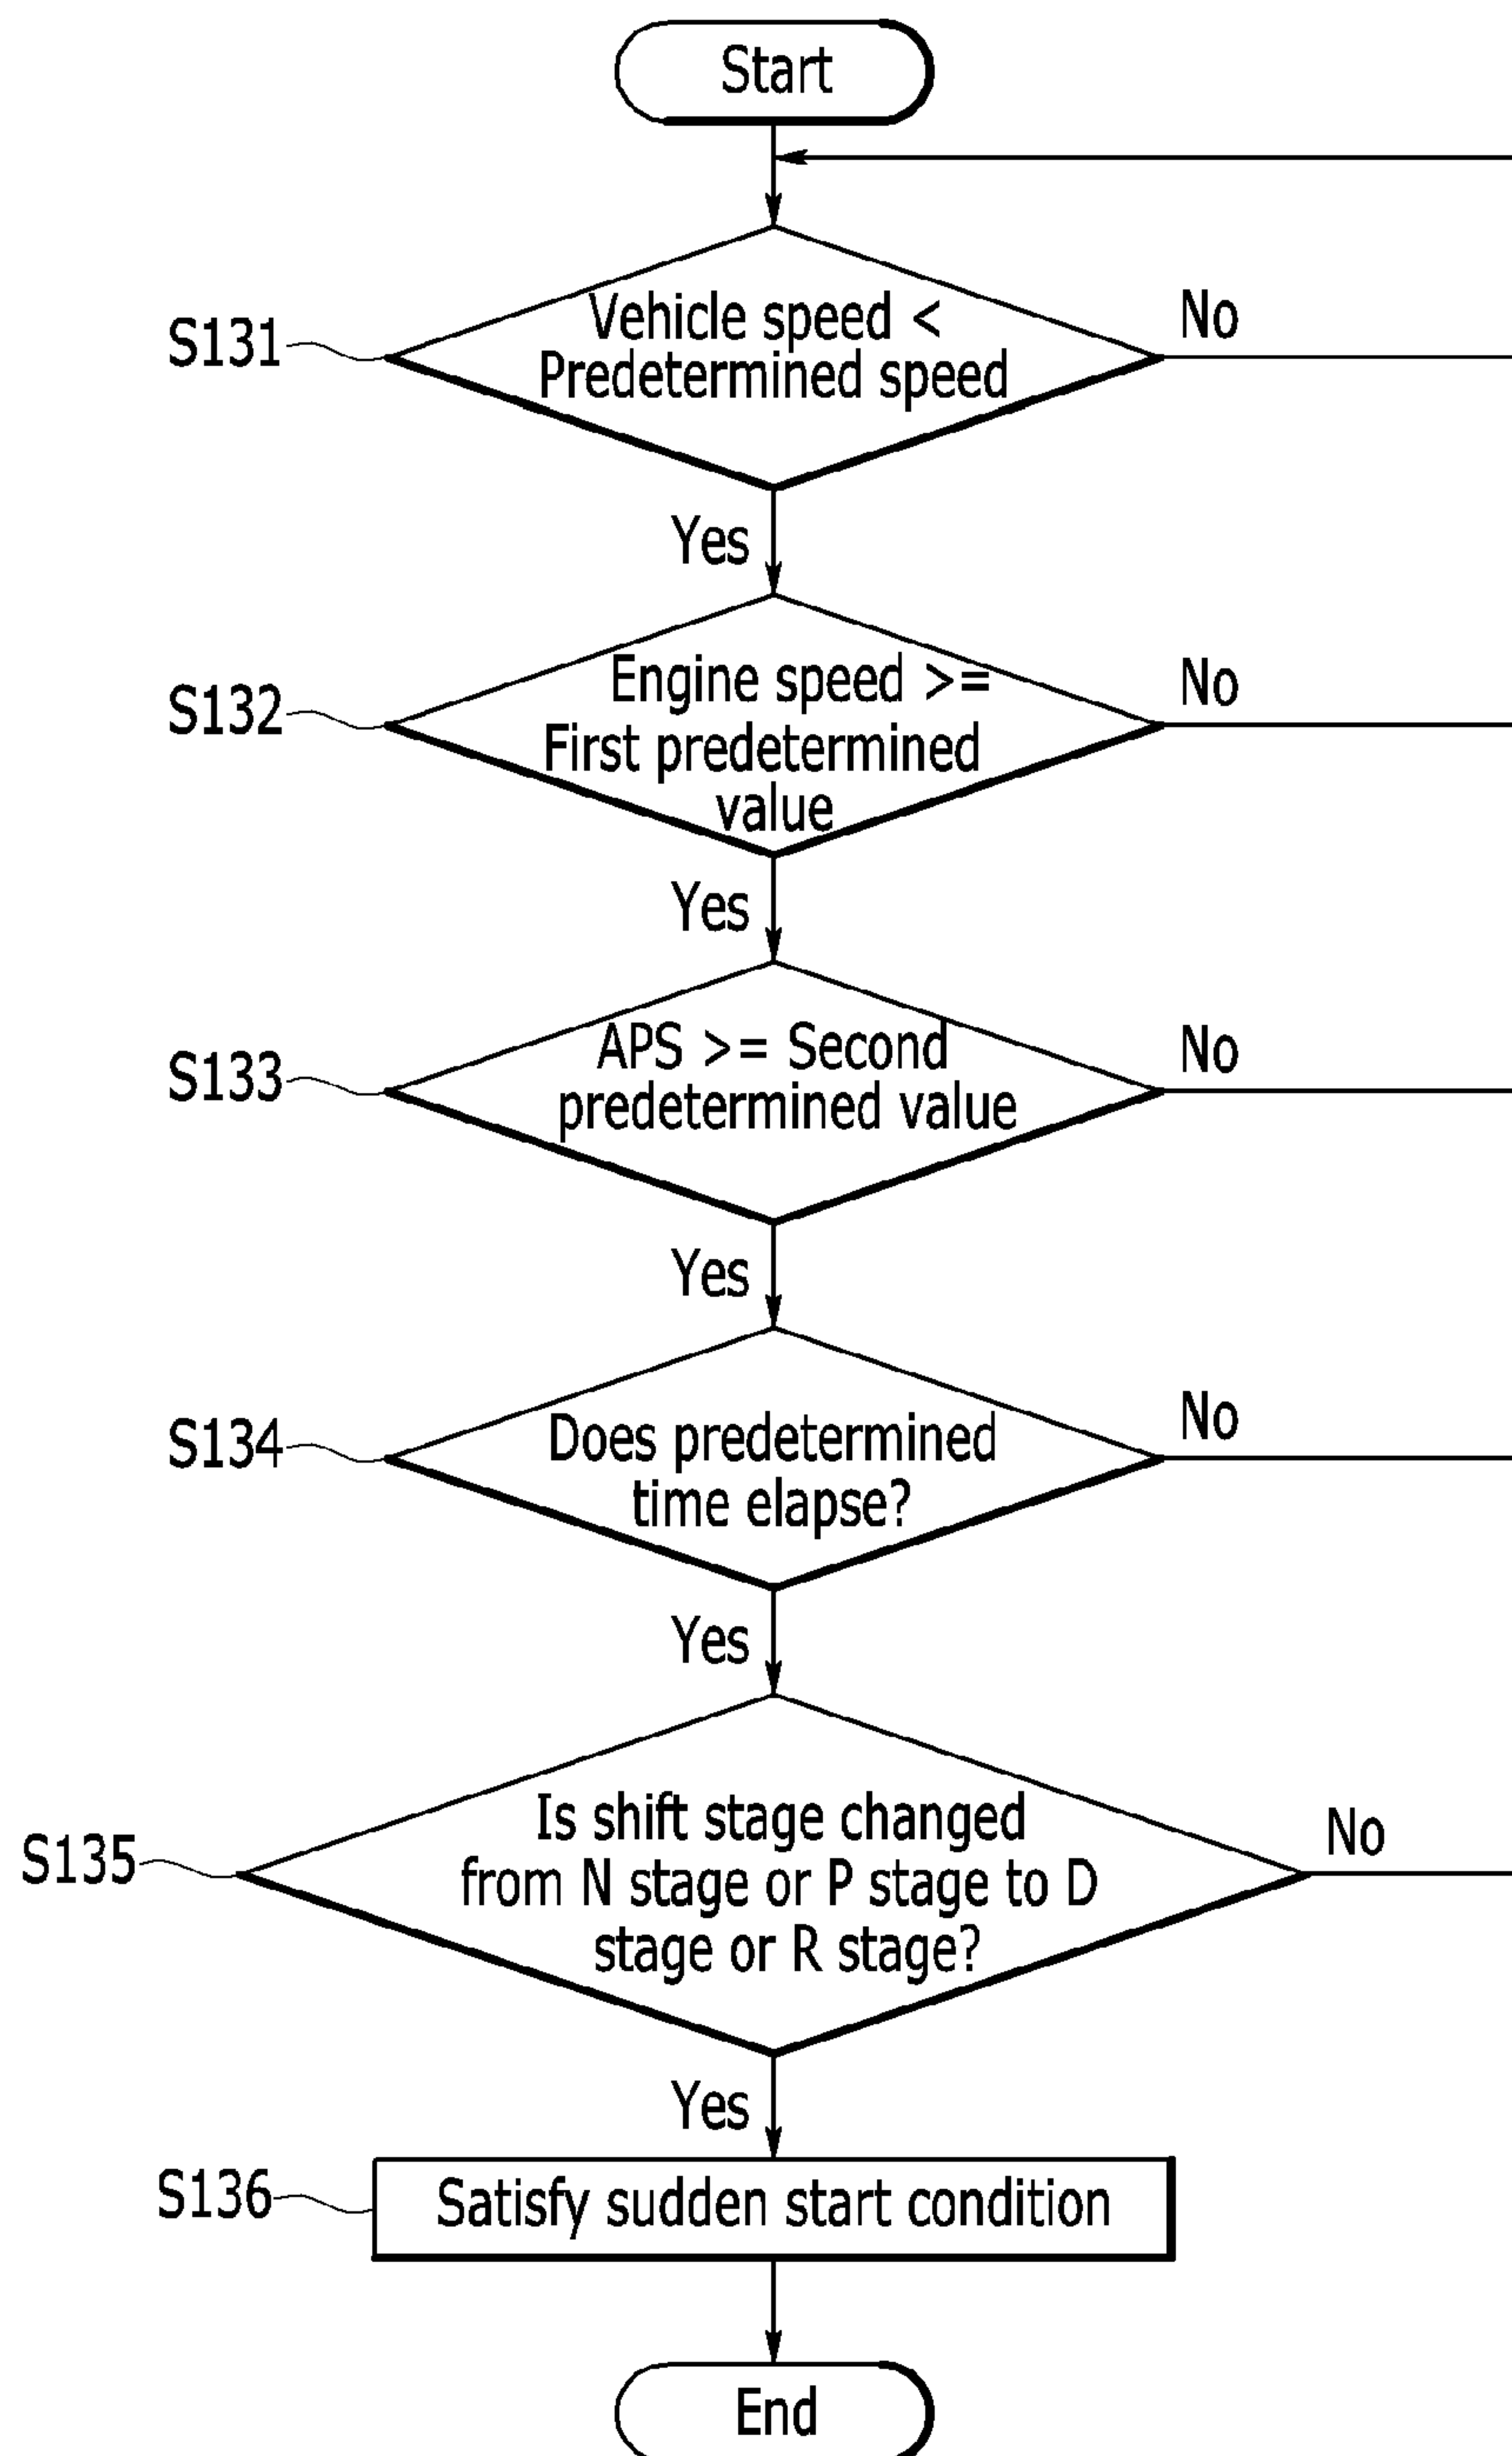 Start
S131
Vehicle speed <
Predetermined speed
No
Yes
S132
Engine speed >=
First predetermined
value
No
Yes
S133
APS >= Second
predetermined value
No
Yes
S134
Does predetermined
time elapse?
No
Yes
S135
Is shift stage changed
from N stage or P stage to D
stage or R stage?
No
Yes
S136
Satisfy sudden start condition
End